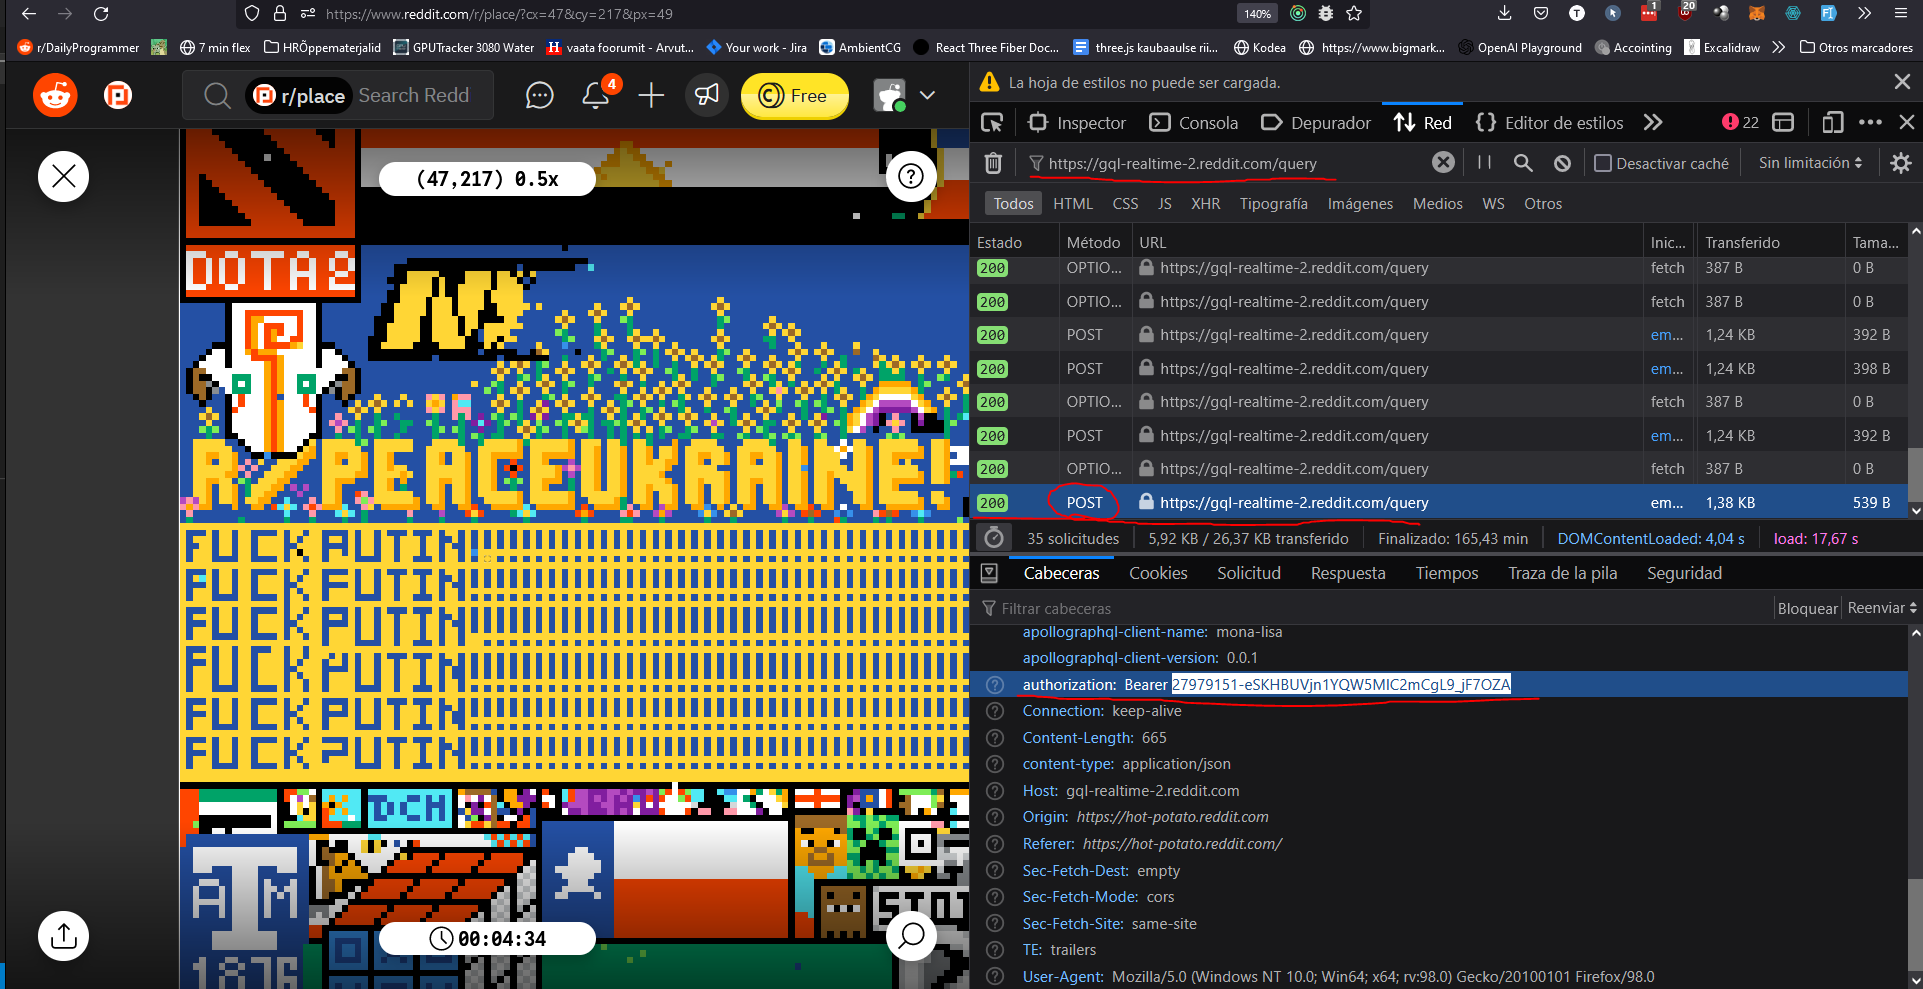 https://www.reddit.com/r/place/?cx=47&cy=217&px=49
140%
1
20
r/DailyProgrammer
7 min flex
HRÕppematerjalid
GPUTracker 3080 Water
vaata foorumit - Arvut...
Your work - Jira
AmbientCG
React Three Fiber Doc...
three.js kaubaaulse rii...
Kodea
https://www.bigmark...
OpenAI Playground
Accointing
Excalidraw
Otros marcadores
r/place Search Redd
4
Free
(47,217) 0.5x
DOTA2
R/PEACEUKRAINE!
FUCK PUTIN
FUCK PUTIN
FUCK PUTIN
FUCK PUTIN
FUCK PUTIN
FUCK PUTIN
DCH
ATM
1876
00:04:34
La hoja de estilos no puede ser cargada.
Inspector Consola Depurador Red Editor de estilos 22
https://gql-realtime-2.reddit.com/query
Desactivar caché Sin limitación
Todos HTML CSS JS XHR Tipografía Imágenes Medios WS Otros
Estado Método URL Inic... Transferido Tama...
200 OPTIO... https://gql-realtime-2.reddit.com/query fetch 387 B 0 B
200 OPTIO... https://gql-realtime-2.reddit.com/query fetch 387 B 0 B
200 POST https://gql-realtime-2.reddit.com/query em... 1,24 KB 392 B
200 POST https://gql-realtime-2.reddit.com/query em... 1,24 KB 398 B
200 OPTIO... https://gql-realtime-2.reddit.com/query fetch 387 B 0 B
200 POST https://gql-realtime-2.reddit.com/query em... 1,24 KB 392 B
200 OPTIO... https://gql-realtime-2.reddit.com/query fetch 387 B 0 B
200 POST https://gql-realtime-2.reddit.com/query em... 1,38 KB 539 B
35 solicitudes 5,92 KB / 26,37 KB transferido Finalizado: 165,43 min DOMContentLoaded: 4,04 s load: 17,67 s
Cabeceras Cookies Solicitud Respuesta Tiempos Traza de la pila Seguridad
Filtrar cabeceras Bloquear Reenviar
apollographql-client-name: mona-lisa
apollographql-client-version: 0.0.1
authorization: Bearer 27979151-eSKHBUVjn1YQW5MIC2mCgL9_jF7OZA
Connection: keep-alive
Content-Length: 665
content-type: application/json
Host: gql-realtime-2.reddit.com
Origin: https://hot-potato.reddit.com
Referer: https://hot-potato.reddit.com/
Sec-Fetch-Dest: empty
Sec-Fetch-Mode: cors
Sec-Fetch-Site: same-site
TE: trailers
User-Agent: Mozilla/5.0 (Windows NT 10.0; Win64; x64; rv:98.0) Gecko/20100101 Firefox/98.0